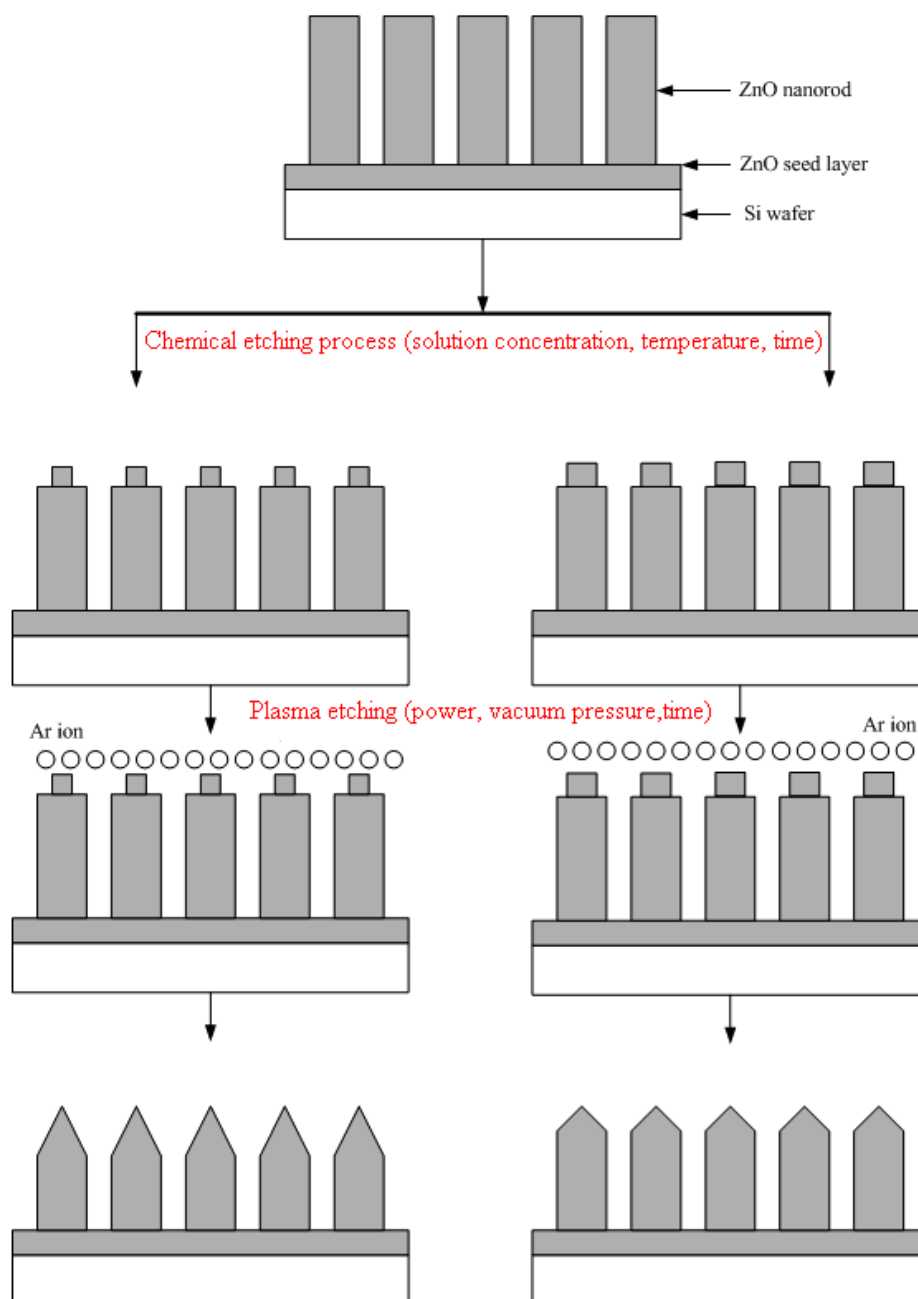 ZnO nanorod
ZnO seed layer
Si wafer
Chemical etching process (solution concentration, temperature, time)
Plasma etching (power, vacuum pressure,time)
Ar ion
Ar ion